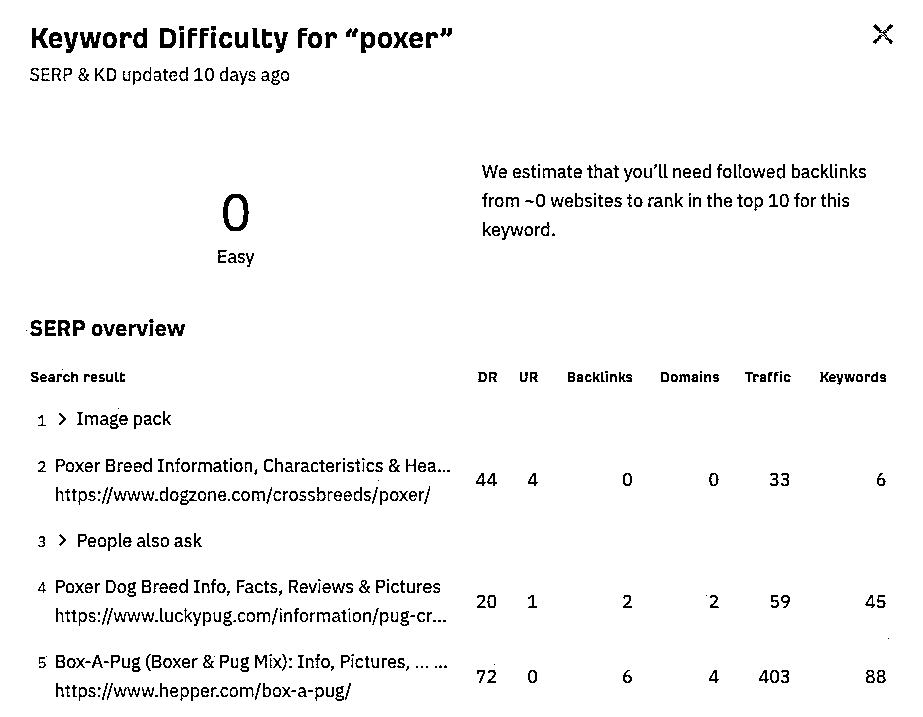 Keyword Difficulty for “poxer”
SERP & KD updated 10 days ago
We estimate that you’ll need followed backlinks
from ~0 websites to rank in the top 10 for this
keyword.
0
Easy
SERP overview
Search result DR UR Backlinks Domains Traffic Keywords
1 > Image pack
2 Poxer Breed Information, Characteristics & Hea...
https://www.dogzone.com/crossbreeds/poxer/ 44 4 0 0 33 6
3 > People also ask
4 Poxer Dog Breed Info, Facts, Reviews & Pictures
https://www.luckypug.com/information/pug-cr... 20 1 2 2 59 45
5 Box-A-Pug (Boxer & Pug Mix): Info, Pictures, ... ...
https://www.hepper.com/box-a-pug/ 72 0 6 4 403 88